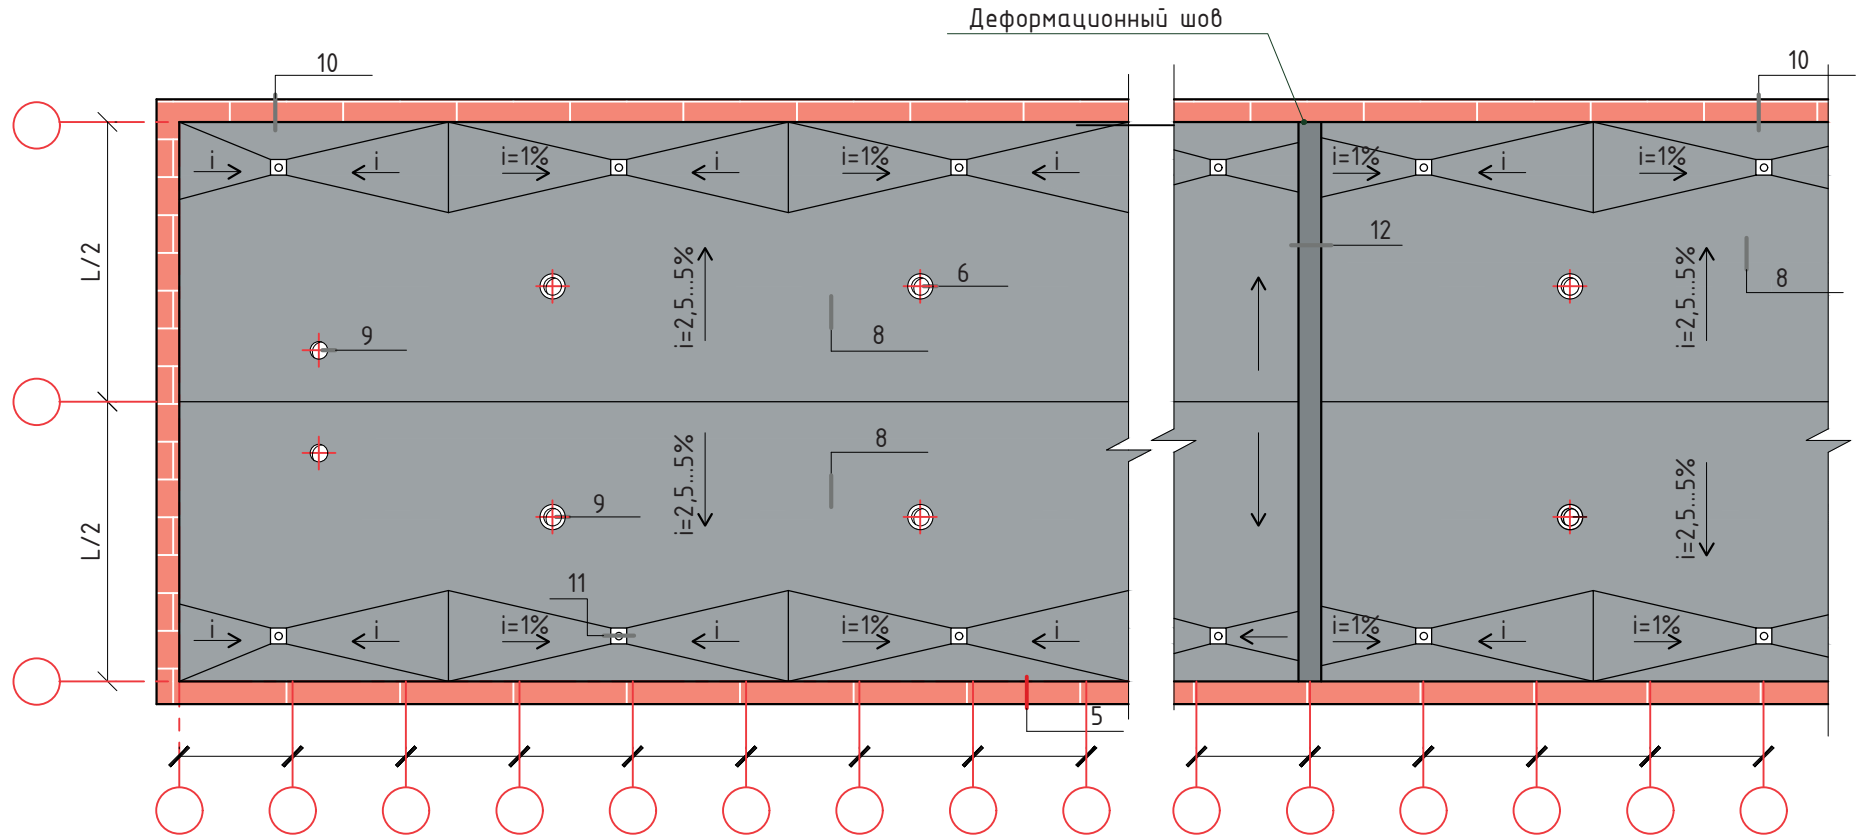 Деформационный шов
10
10
i
i
i=1%
i
i=1%
i
i=1%
i
i=1%
12
L/2
i=2,5...5%
6
8
i=2,5...5%
8
9
8
L/2
i=2,5...5%
i=2,5...5%
9
11
i
i
i=1%
i
i=1%
i
i=1%
i
i=1%
5